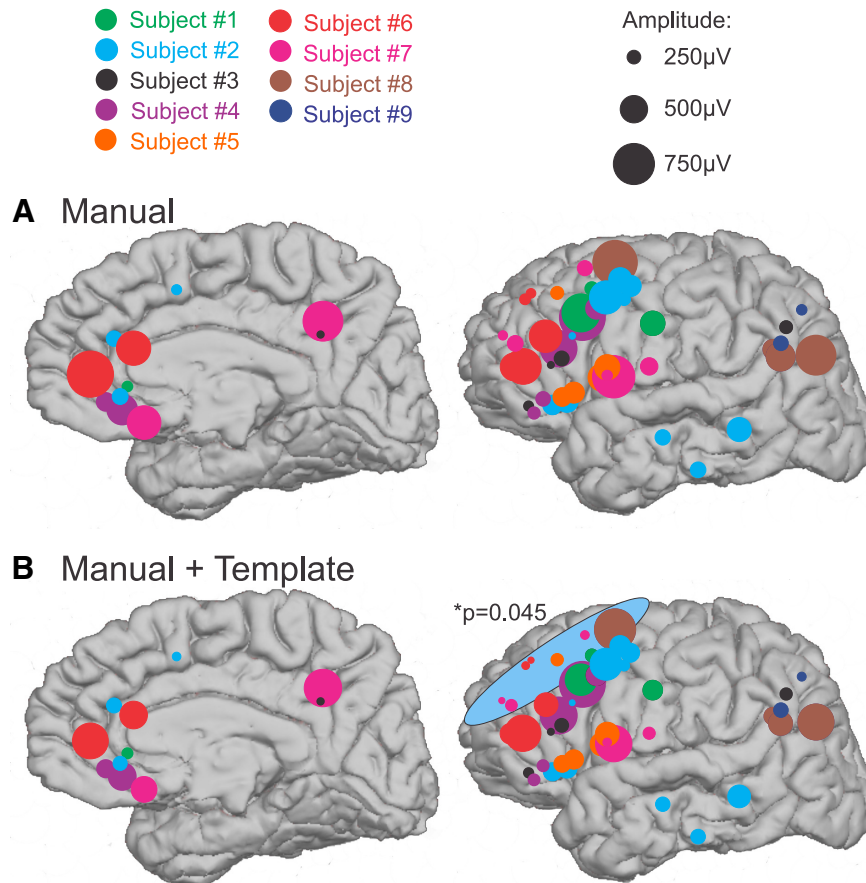 Subject #1
Subject #2
Subject #3
Subject #4
Subject #5
Subject #6
Subject #7
Subject #8
Subject #9
Amplitude:
250µV
500µV
750µV
A Manual
B Manual + Template
*p=0.045